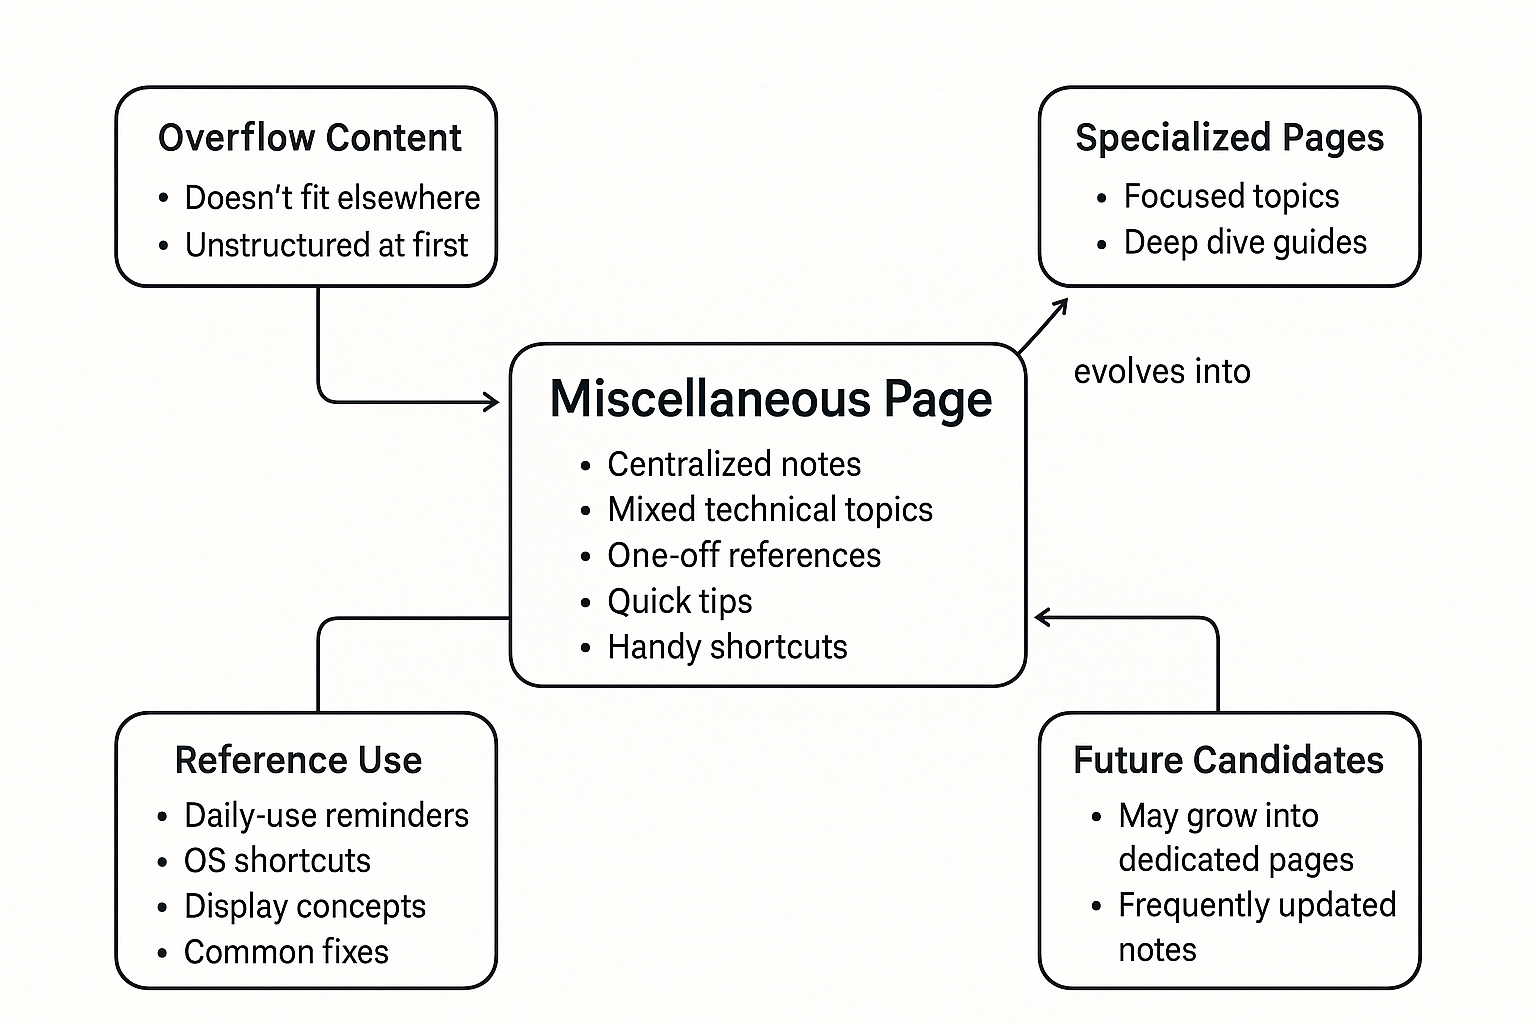 Overflow Content
• Doesn't fit elsewhere
• Unstructured at first
Specialized Pages
• Focused topics
• Deep dive guides
evolves into
Miscellaneous Page
• Centralized notes
• Mixed technical topics
• One-off references
• Quick tips
• Handy shortcuts
Reference Use
• Daily-use reminders
• OS shortcuts
• Display concepts
• Common fixes
Future Candidates
• May grow into
dedicated pages
• Frequently updated
notes